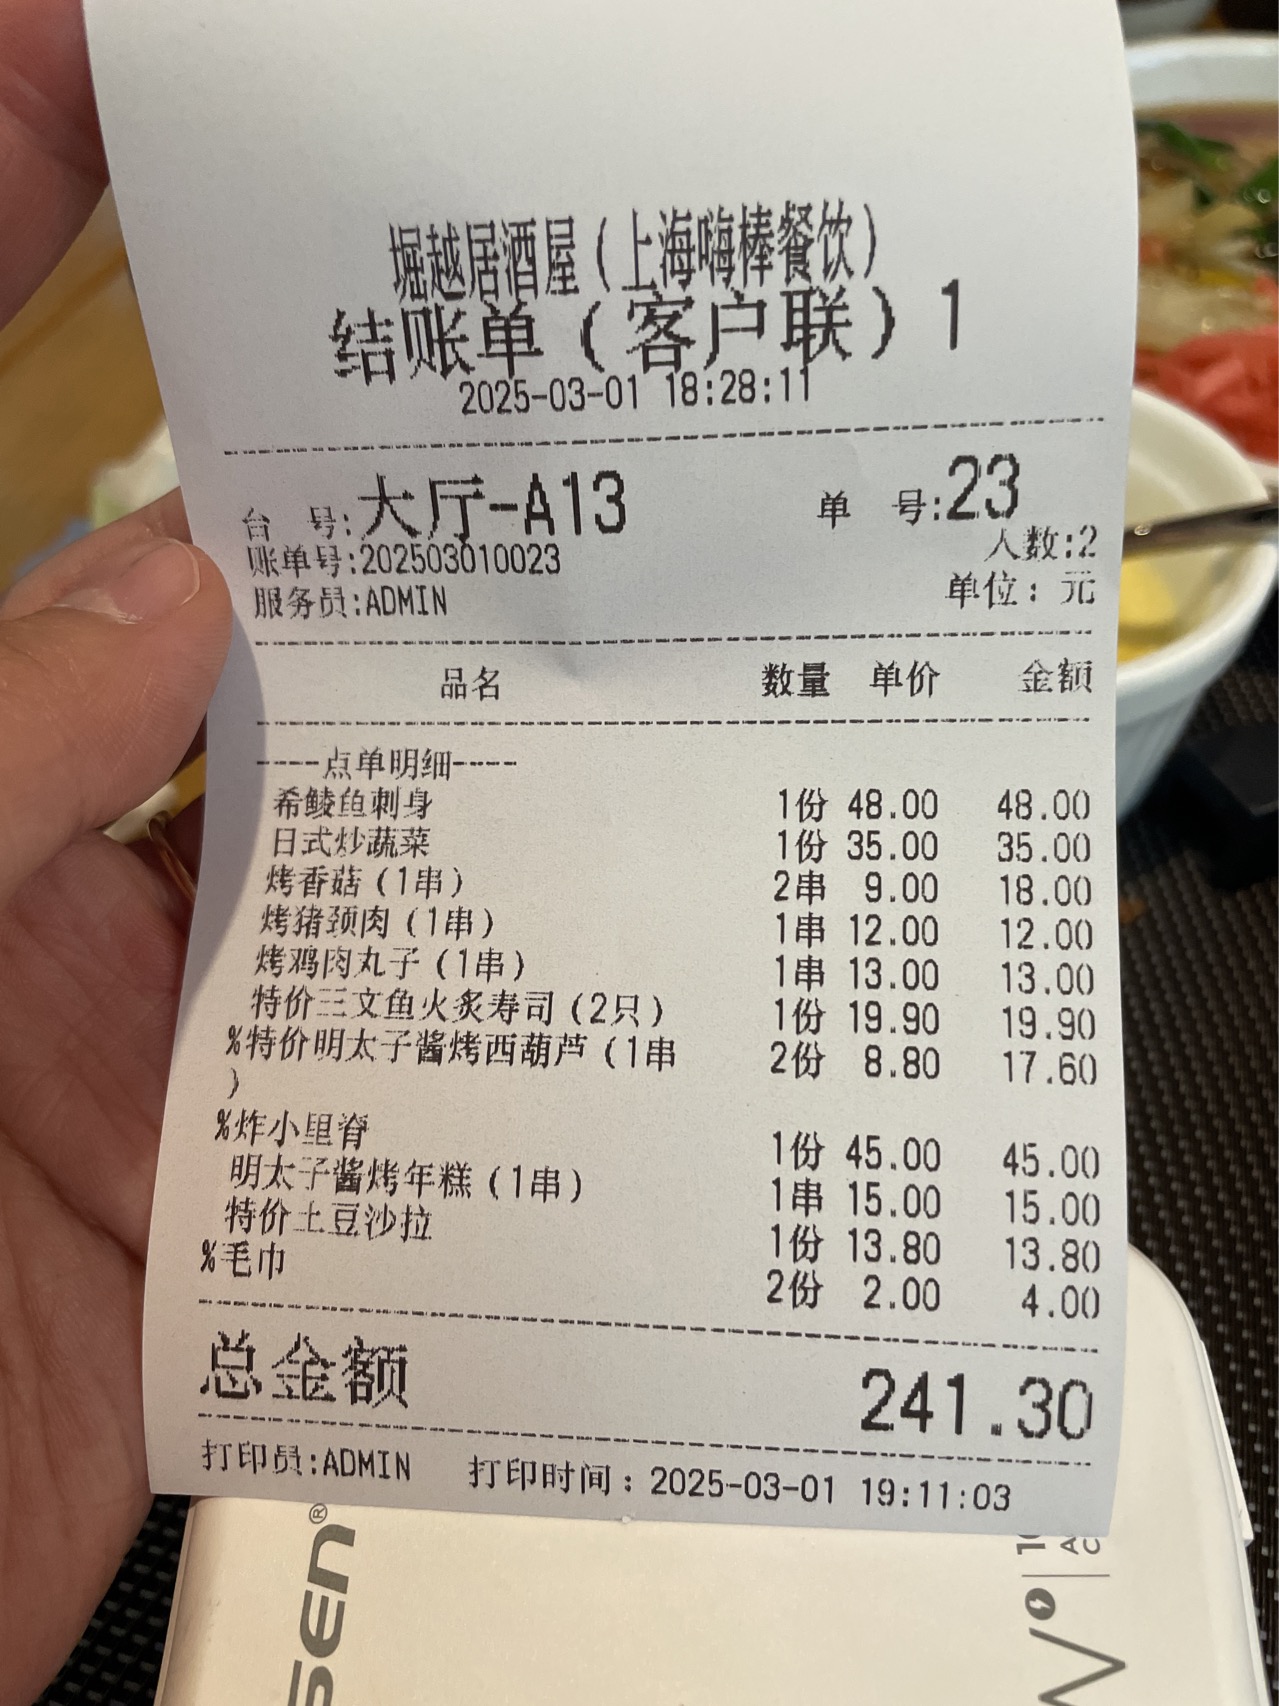 堀越居酒屋(上海嗨棒餐饮)
结账单(客户联)1
2025-03-01 18:28:11
台 号:大厅-A13 单 号:23
账单号:202503010023 人数:2
服务员:ADMIN 单位:元
品名 数量 单价 金额
----点单明细----
希鲮鱼刺身 1份 48.00 48.00
日式炒蔬菜 1份 35.00 35.00
烤香菇(1串) 2串 9.00 18.00
烤猪颈肉(1串) 1串 12.00 12.00
烤鸡肉丸子(1串) 1串 13.00 13.00
特价三文鱼火炙寿司(2只) 1份 19.90 19.90
%特价明太子酱烤西葫芦(1串 2份 8.80 17.60
)
%炸小里脊 1份 45.00 45.00
明太子酱烤年糕(1串) 1串 15.00 15.00
特价土豆沙拉 1份 13.80 13.80
%毛巾 2份 2.00 4.00
总金额 241.30
打印员:ADMIN 打印时间:2025-03-01 19:11:03